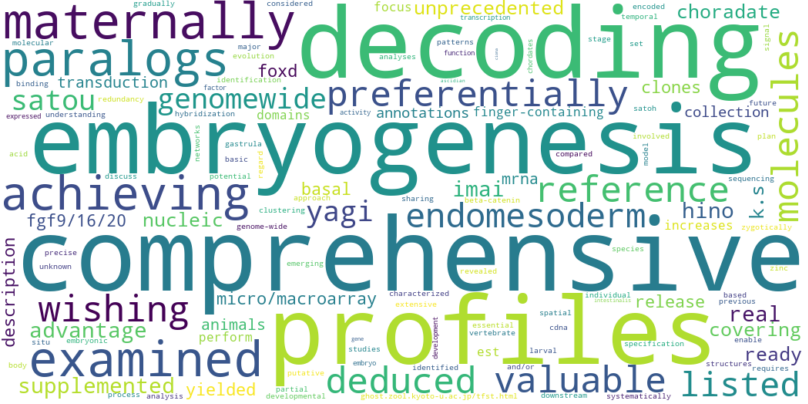 maternally
decoding
unprecedented
choradate
paralogs
foxd
transduction
genomewide
preferentially
clones
satou
annotations
finger-containing
collection
domains
molecules
embryogenesis
achieving
basal
mrna
imai
reference
fgf9/16/20
nucleic
yagi
endomesoderm
hino
k.s
increases
comprehensive
description
wishing
micro/macroarray
release
real
covering
advantage
animals
perform
examined
profiles
est
ready
supplemented
yielded
deduced
valuable
listed
gradually
molecular
maternally
binding
major
evolution
considered
function
transcription
patterns
analyses
chordates
stage
encoded
temporal
set
focus
signal
factor
identification
redundancy
expressed
understanding
hybridization
activity
satoh
involved
future
plan
acid
regard
discuss
networks
gastrula
basic
potential
compared
model
sequencing
approach
sharing
beta-catenin
clustering
genome-wide
precise
unknown
emerging
revealed
species
zygotically
zinc
situ
embryonic
body
process
analysis
putative
partial
developmental
characterized
extensive
studies
embryo
identified
gene
development
essential
vertebrate
and/or
cdna
larval
spatial
specification
individual
previous
based
enable
requires
structures
systematically
downstream
ghost.zool.kyoto-u.ac.jp/tfst.html